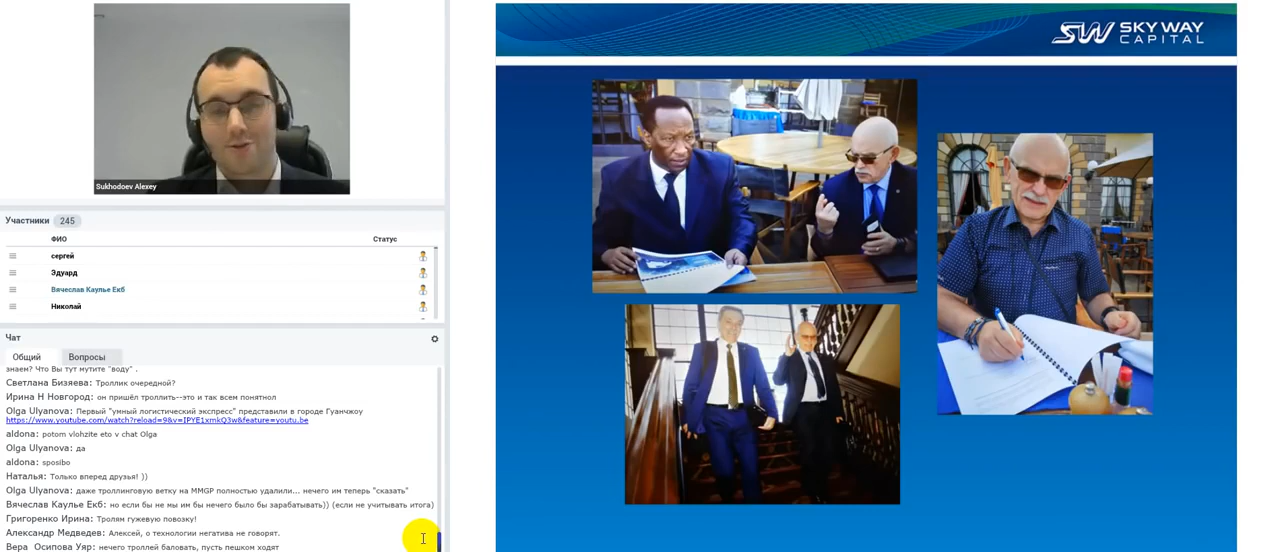 SW SKY WAY
CAPITAL
Sukhodoev Alexey
Участники 245
ФИО Статус
сергей
Эдуард
Вячеслав Каулье Екб
Николай
Чат
Общий Вопросы
знаем? Что Вы тут мутите "воду" .
Светлана Бизяева: Троллик очередной?
Ирина Н Новгород: он пришёл троллить--это и так всем понятнол
Olga Ulyanova: Первый "умный логистический экспресс" представили в городе Гуанчжоу
https://www.youtube.com/watch?reload=9&v=IPYE1xmkQ3w&feature=youtu.be
aldona: potom vlohzite eto v chat Olga
Olga Ulyanova: да
aldona: sposibo
Наталья: Только вперед друзья! ))
Olga Ulyanova: даже троллинговую ветку на MMGP полностью удалили... нечего им теперь "сказать"
Вячеслав Каулье Екб: но если бы не мы им бы нечего было бы зарабатывать)) (если не учитывать итога)
Григоренко Ирина: Тролям гужевую повозку!
Александр Медведев: Алексей, о технологии негатива не говорят.
Вера Осипова Уяр: нечего троллей баловать, пусть пешком ходят